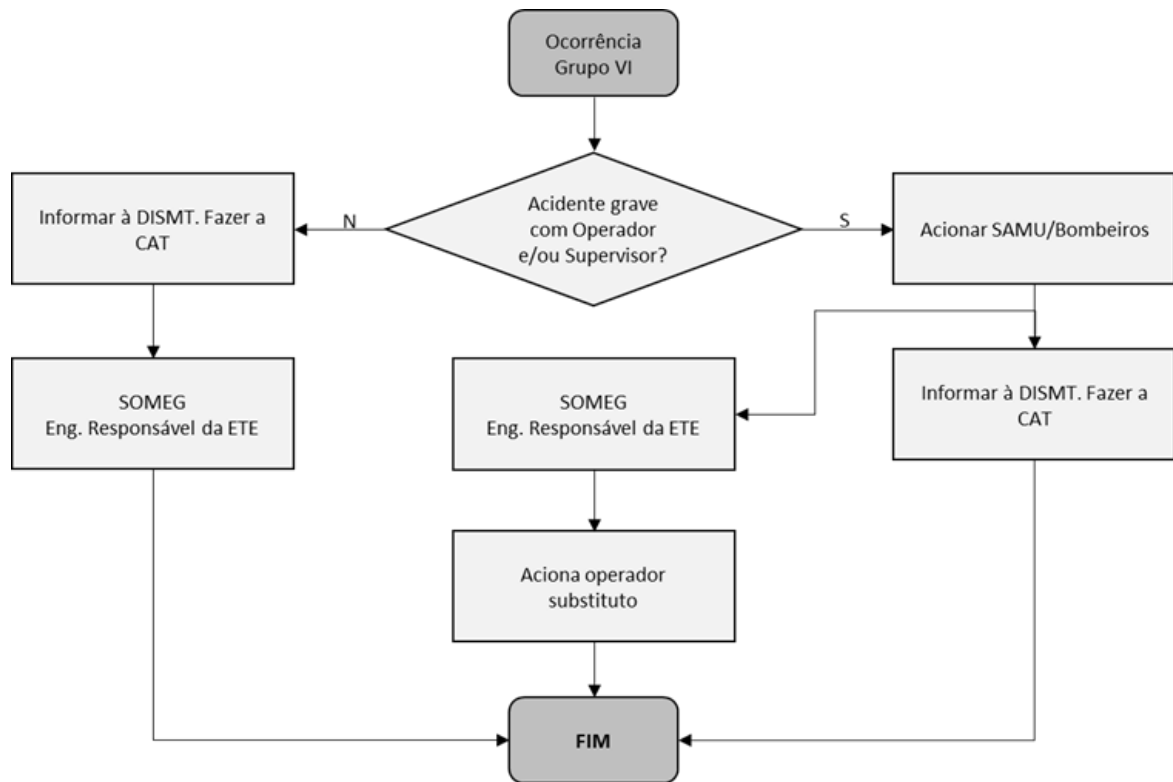 Ocorrência
Grupo VI
Acidente grave
com Operador
e/ou Supervisor?
N
S
Informar à DISMT. Fazer a
CAT
Acionar SAMU/Bombeiros
SOMEG
Eng. Responsável da ETE
SOMEG
Eng. Responsável da ETE
Informar à DISMT. Fazer a
CAT
Aciona operador
substituto
FIM